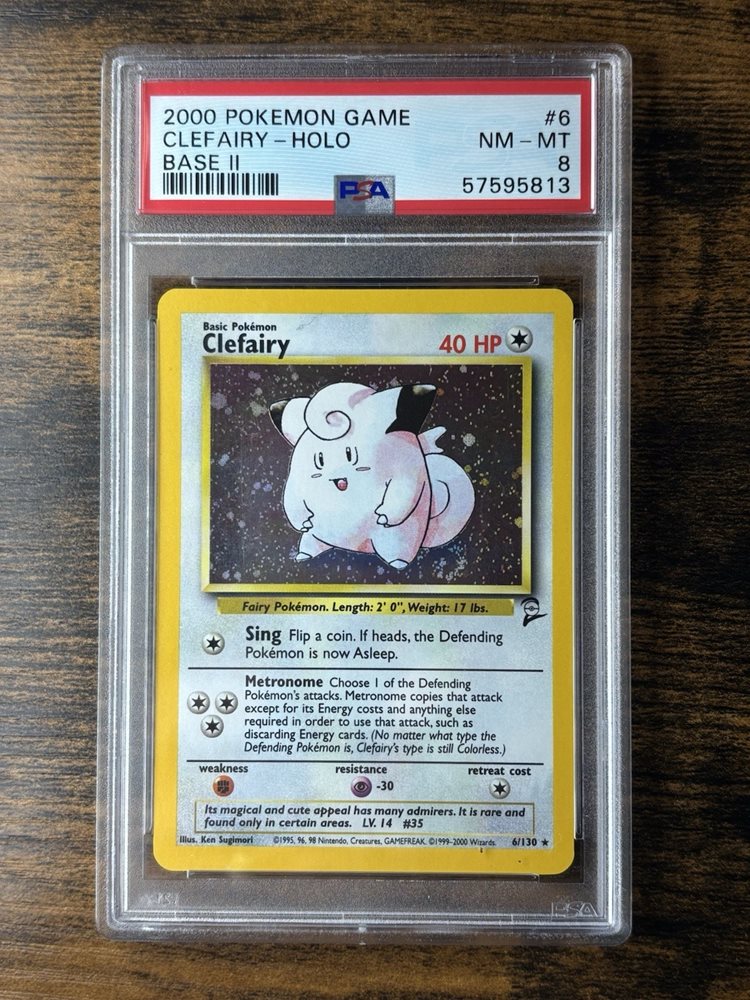 2000 POKEMON GAME #6
CLEFAIRY - HOLO NM - MT
BASE II 8
PSA 57595813
Basic Pokémon
Clefairy 40 HP
Fairy Pokémon. Length: 2' 0", Weight: 17 lbs.
Sing Flip a coin. If heads, the Defending
Pokémon is now Asleep.
Metronome Choose 1 of the Defending
Pokémon's attacks. Metronome copies that attack
except for its Energy costs and anything else
required in order to use that attack, such as
discarding Energy cards. (No matter what type the
Defending Pokémon is, Clefairy's type is still Colorless.)
weakness resistance retreat cost
-30
Its magical and cute appeal has many admirers. It is rare and
found only in certain areas. LV. 14 #35
Illus. Ken Sugimori ©1995, 96, 98 Nintendo, Creatures, GAMEFREAK. ©1999-2000 Wizards. 6/130 ★
PSA